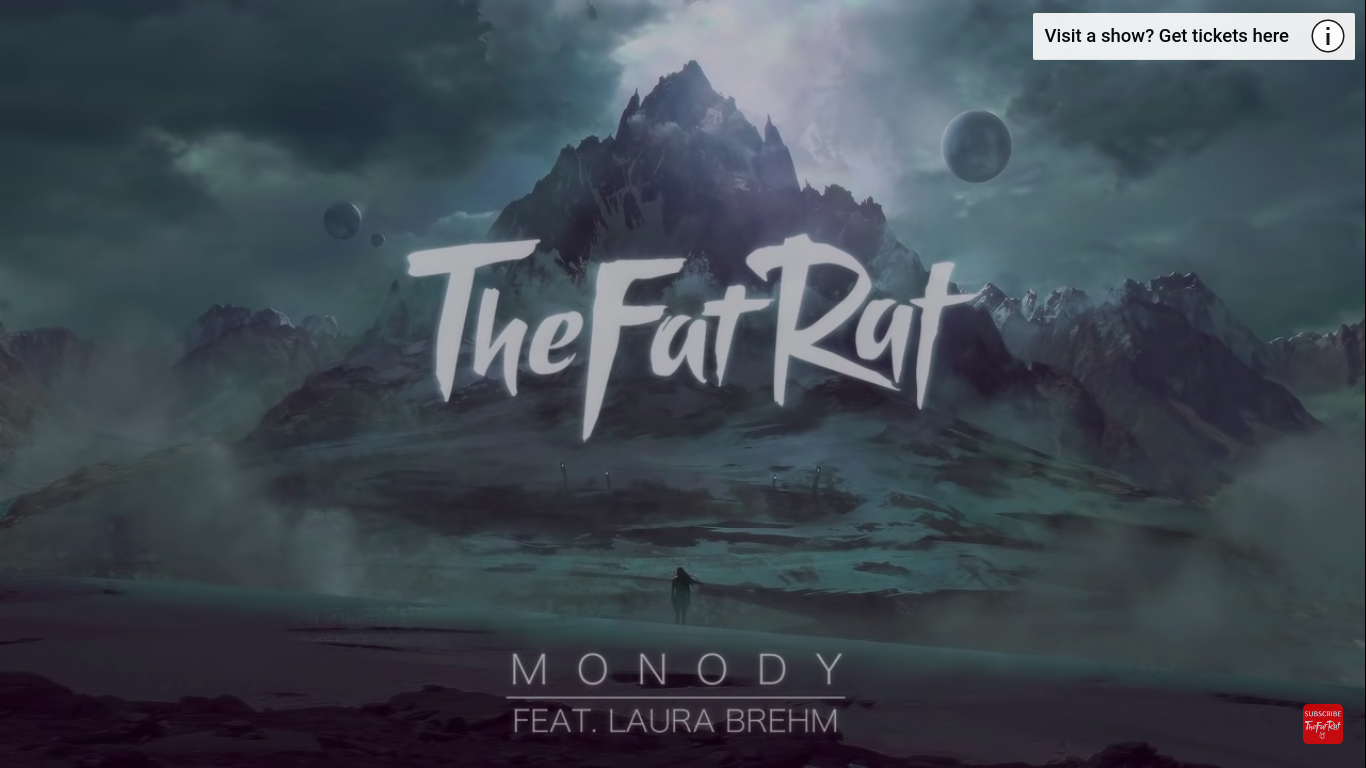 Visit a show? Get tickets here
TheFatRat
MONODY
FEAT. LAURA BREHM
SUBSCRIBE
TheFatRat